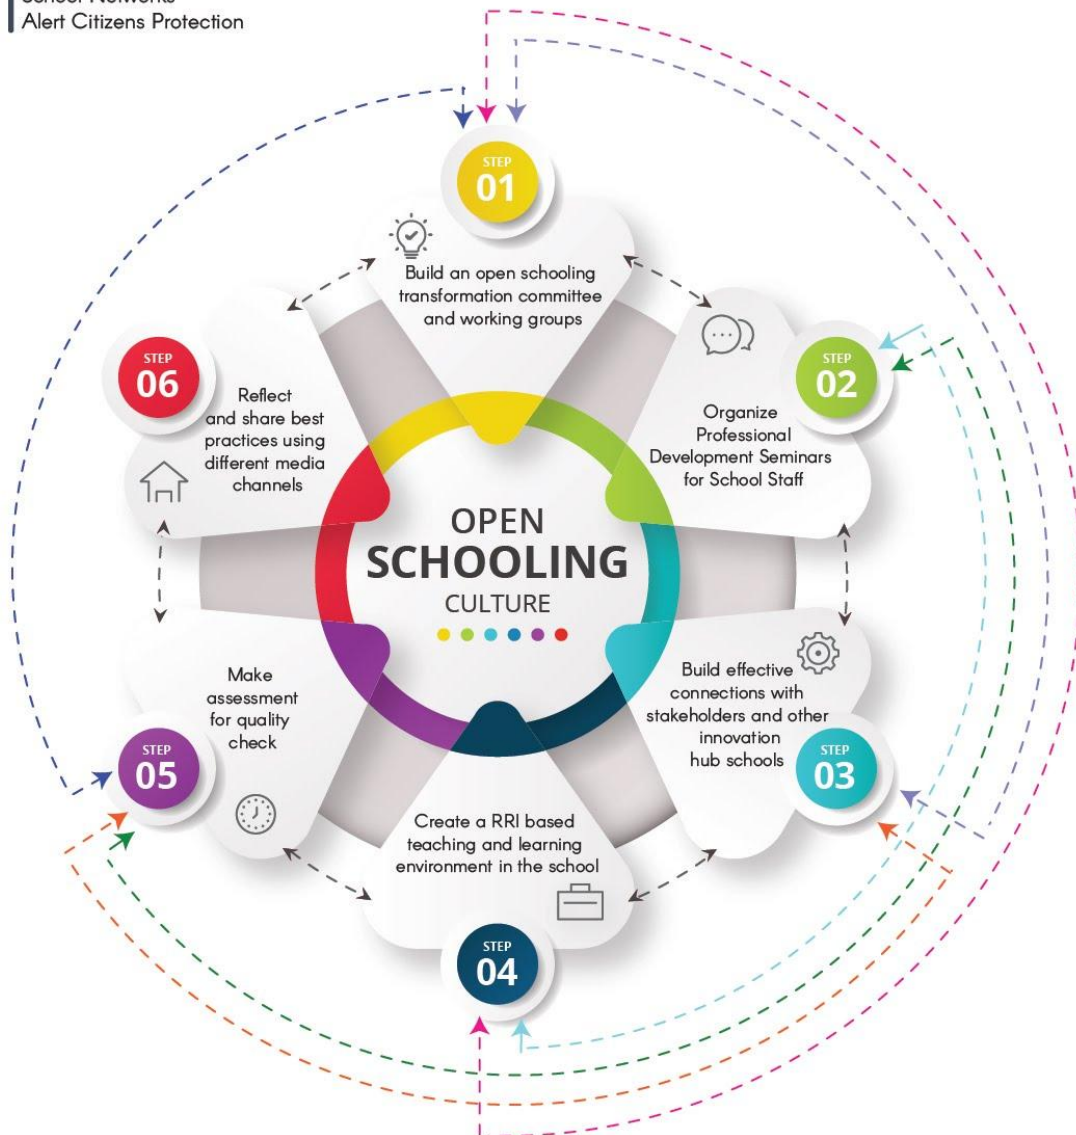 School Networks
Alert Citizens Protection
STEP
01
Build an open schooling
transformation committee
and working groups
STEP
02
Organize
Professional
Development Seminars
for School Staff
Build effective
connections with
stakeholders and other
innovation
hub schools
STEP
03
Create a RRI based
teaching and learning
environment in the school
STEP
04
Make
assessment
for quality
check
STEP
05
STEP
06
Reflect
and share best
practices using
different media
channels
OPEN
SCHOOLING
CULTURE